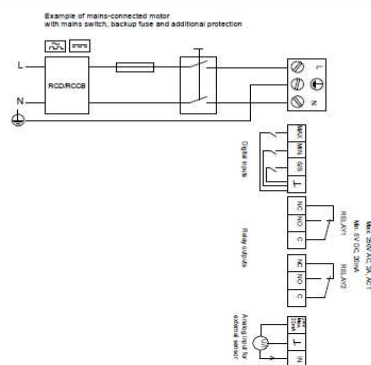 Example of mains-connected motor
with mains switch, backup fuse and additional protection
L
RCD/RCCB
N
L
N
MAX
MIN
S/S
Digital inputs
NC
NO
C
RELAY1
Relay outputs
NC
NO
C
RELAY2
Max. 250V AC, 2A, AC1
Min. 5V DC, 20mA
Analog input for
external sensor
IN